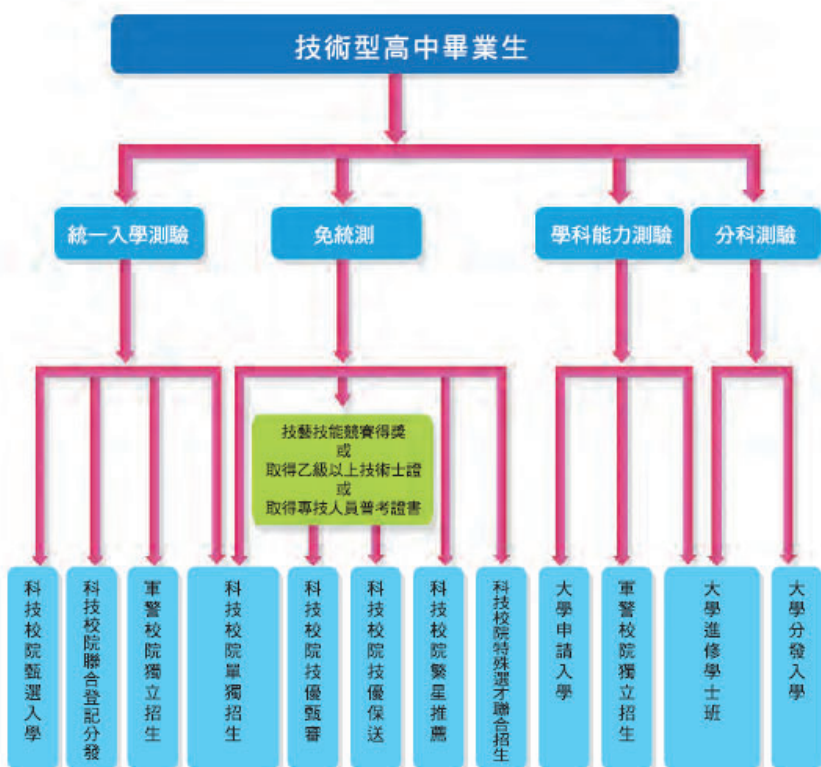 技術型高中畢業生
統一入學測驗
免統測
學科能力測驗
分科測驗
技藝技能競賽得獎
或
取得乙級以上技術士證
或
取得專技人員普考證書
科技校院甄選入學
科技校院聯合登記分發
軍警校院獨立招生
科技校院單獨招生
科技校院技優甄審
科技校院技優保送
科技校院繁星推薦
科技校院特殊選才聯合招生
大學申請入學
軍警校院獨立招生
大學進修學士班
大學分發入學